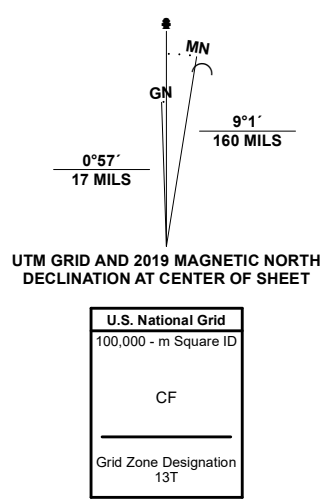 MN
GN
9°1´
160 MILS
0°57´
17 MILS
UTM GRID AND 2019 MAGNETIC NORTH
DECLINATION AT CENTER OF SHEET
U.S. National Grid
100,000 - m Square ID
CF
Grid Zone Designation
13T